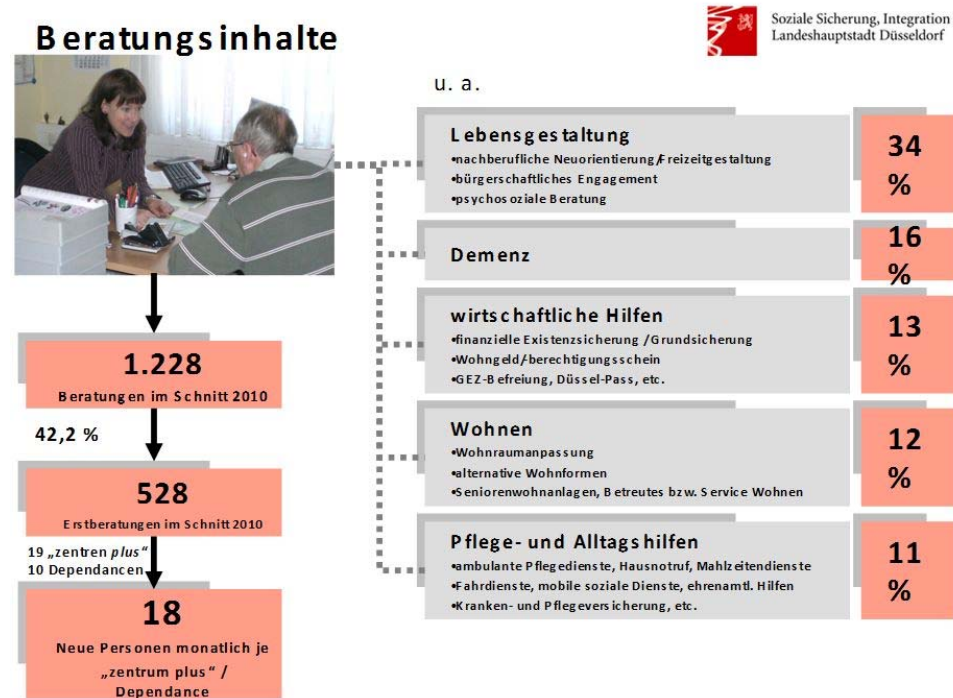 Beratungsinhalte
Soziale Sicherung, Integration
Landeshauptstadt Düsseldorf
1.228
Beratungen im Schnitt 2010
42,2 %
528
Erstberatungen im Schnitt 2010
19 „zentren plus“
10 Dependancen
18
Neue Personen monatlich je
„zentrum plus“ /
Dependance
u. a.
Lebensgestaltung
•nachberufliche Neuorientierung/Freizeitgestaltung
•bürgerschaftliches Engagement
•psychosoziale Beratung
34
%
Demenz
16
%
wirtschaftliche Hilfen
•finanzielle Existenzsicherung /Grundsicherung
•Wohngeld/-berechtigungsschein
•GEZ-Befreiung, Düssel-Pass, etc.
13
%
Wohnen
•Wohnraumanpassung
•alternative Wohnformen
•Seniorenwohnanlagen, Betreutes bzw. Service Wohnen
12
%
Pflege- und Alltagshilfen
•ambulante Pflegedienste, Hausnotruf, Mahlzeitendienste
•Fahrdienste, mobile soziale Dienste, ehrenamtl. Hilfen
•Kranken- und Pflegeversicherung, etc.
11
%